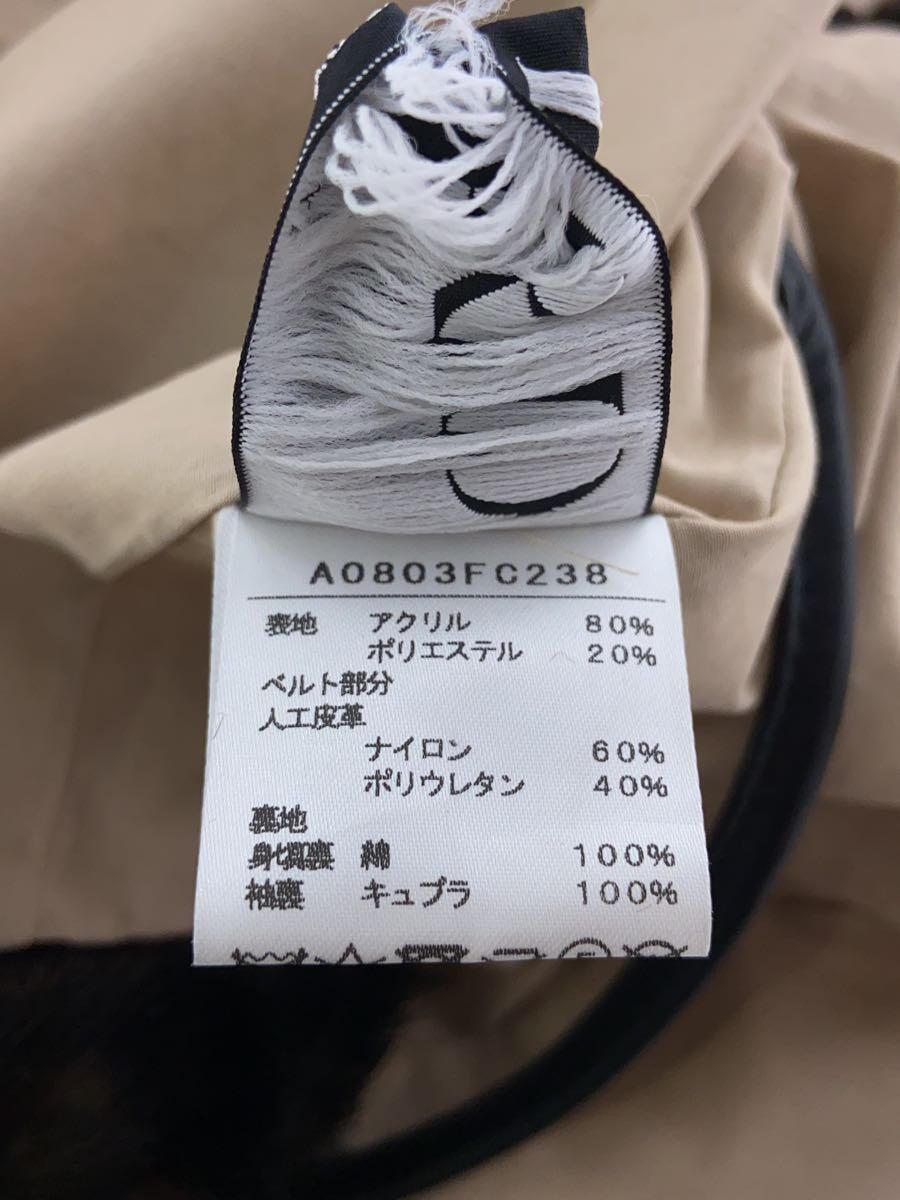 A0803FC238
表地 アクリル 80%
ポリエステル 20%
ベルト部分
人工皮革
ナイロン 60%
ポリウレタン 40%
裏地
身頃裏 綿 100%
袖裏 キュプラ 100%